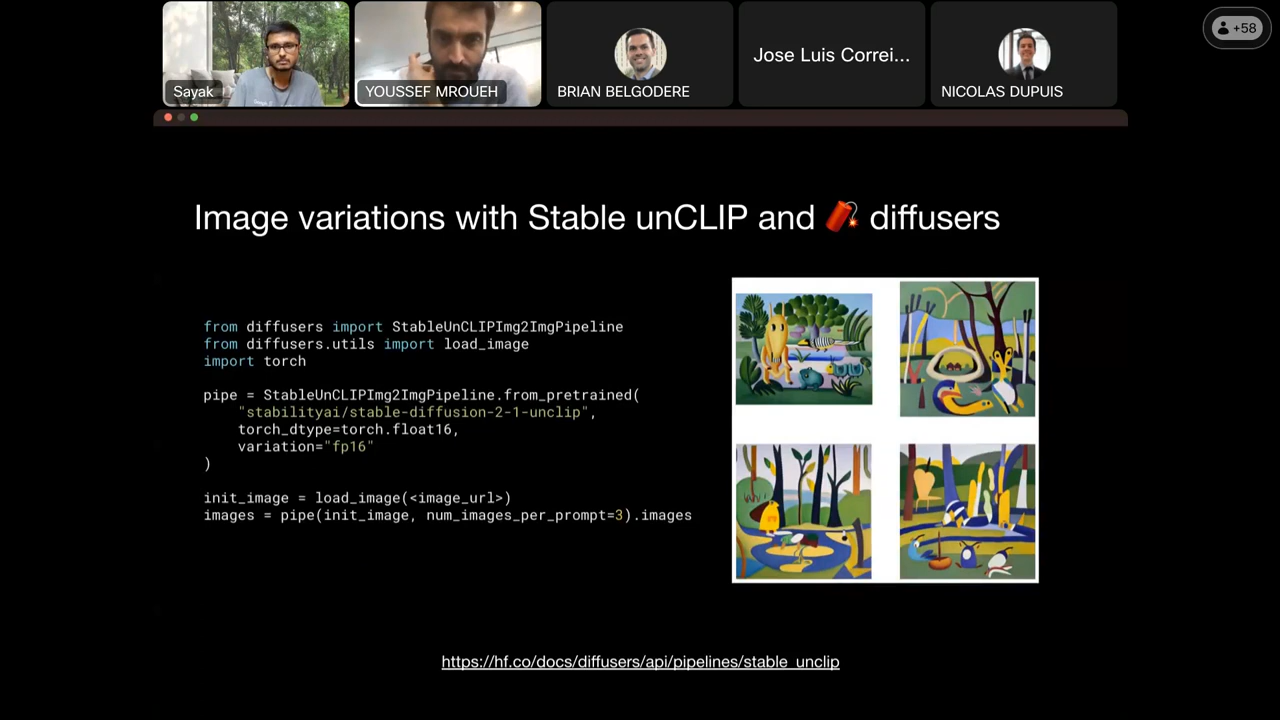 Sayak
YOUSSEF MROUEH
BRIAN BELGODERE
Jose Luis Correi...
NICOLAS DUPUIS
+58
Image variations with Stable unCLIP and 🧨 diffusers
from diffusers import StableUnCLIPImg2ImgPipeline
from diffusers.utils import load_image
import torch
pipe = StableUnCLIPImg2ImgPipeline.from_pretrained(
"stabilityai/stable-diffusion-2-1-unclip",
torch_dtype=torch.float16,
variation="fp16"
)
init_image = load_image(<image_url>)
images = pipe(init_image, num_images_per_prompt=3).images
https://hf.co/docs/diffusers/api/pipelines/stable_unclip